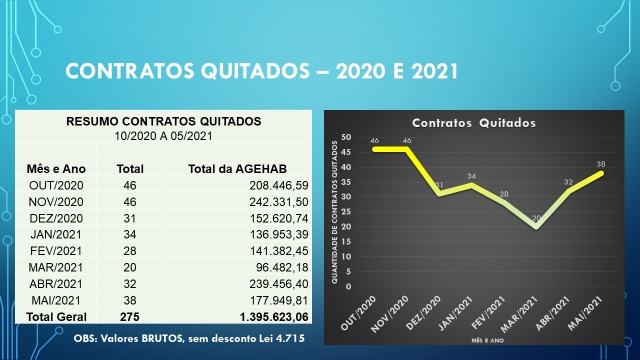 CONTRATOS QUITADOS – 2020 E 2021
RESUMO CONTRATOS QUITADOS
10/2020 A 05/2021
Mês e Ano Total Total da AGEHAB
OUT/2020 46 208.446,59
NOV/2020 46 242.331,50
DEZ/2020 31 152.620,74
JAN/2021 34 136.953,39
FEV/2021 28 141.382,45
MAR/2021 20 96.482,18
ABR/2021 32 239.456,40
MAI/2021 38 177.949,81
Total Geral 275 1.395.623,06
OBS: Valores BRUTOS, sem desconto Lei 4.715
Contratos Quitados
QUANTIDADE DE CONTRATOS QUITADOS
50
45
40
35
30
25
20
15
10
5
0
46
46
31
34
28
20
32
38
OUT/2020
NOV/2020
DEZ/2020
JAN/2021
FEV/2021
MAR/2021
ABR/2021
MAI/2021
MÊS E ANO